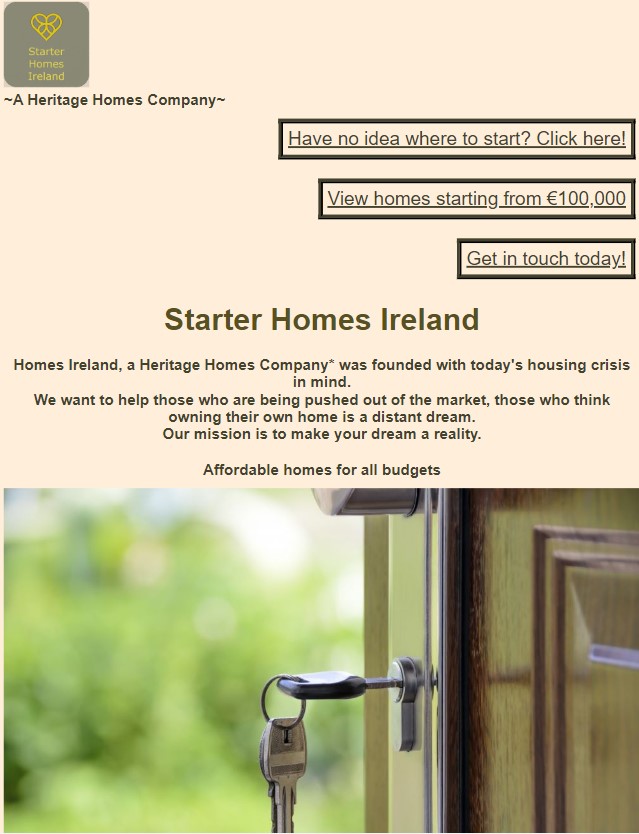 Starter
Homes
Ireland
~A Heritage Homes Company~
Have no idea where to start? Click here!
View homes starting from €100,000
Get in touch today!
Starter Homes Ireland
Homes Ireland, a Heritage Homes Company* was founded with today's housing crisis
in mind.
We want to help those who are being pushed out of the market, those who think
owning their own home is a distant dream.
Our mission is to make your dream a reality.
Affordable homes for all budgets